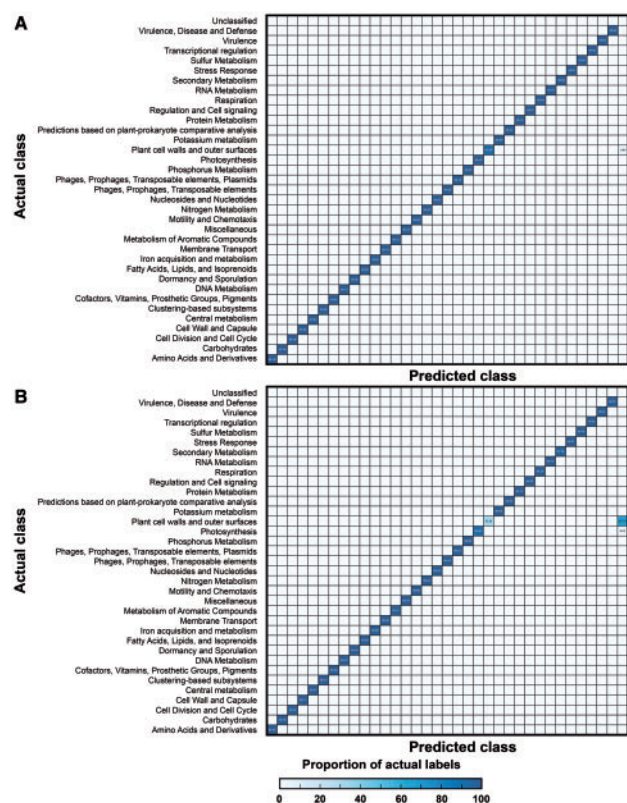 A
Unclassified
Virulence, Disease and Defense
Virulence
Transcriptional regulation
Sulfur Metabolism
Stress Response
Secondary Metabolism
RNA Metabolism
Respiration
Regulation and Cell signaling
Protein Metabolism
Predictions based on plant-prokaryote comparative analysis
Potassium metabolism
Plant cell walls and outer surfaces
Photosynthesis
Phosphorus Metabolism
Phages, Prophages, Transposable elements, Plasmids
Phages, Prophages, Transposable elements
Nucleosides and Nucleotides
Nitrogen Metabolism
Motility and Chemotaxis
Miscellaneous
Metabolism of Aromatic Compounds
Membrane Transport
Iron acquisition and metabolism
Fatty Acids, Lipids, and Isoprenoids
Dormancy and Sporulation
DNA Metabolism
Cofactors, Vitamins, Prosthetic Groups, Pigments
Clustering-based subsystems
Central metabolism
Cell Wall and Capsule
Cell Division and Cell Cycle
Carbohydrates
Amino Acids and Derivatives
Actual class
Predicted class
B
Unclassified
Virulence, Disease and Defense
Virulence
Transcriptional regulation
Sulfur Metabolism
Stress Response
Secondary Metabolism
RNA Metabolism
Respiration
Regulation and Cell signaling
Protein Metabolism
Predictions based on plant-prokaryote comparative analysis
Potassium metabolism
Plant cell walls and outer surfaces
Photosynthesis
Phosphorus Metabolism
Phages, Prophages, Transposable elements, Plasmids
Phages, Prophages, Transposable elements
Nucleosides and Nucleotides
Nitrogen Metabolism
Motility and Chemotaxis
Miscellaneous
Metabolism of Aromatic Compounds
Membrane Transport
Iron acquisition and metabolism
Fatty Acids, Lipids, and Isoprenoids
Dormancy and Sporulation
DNA Metabolism
Cofactors, Vitamins, Prosthetic Groups, Pigments
Clustering-based subsystems
Central metabolism
Cell Wall and Capsule
Cell Division and Cell Cycle
Carbohydrates
Amino Acids and Derivatives
Actual class
Predicted class
Proportion of actual labels
0 20 40 60 80 100